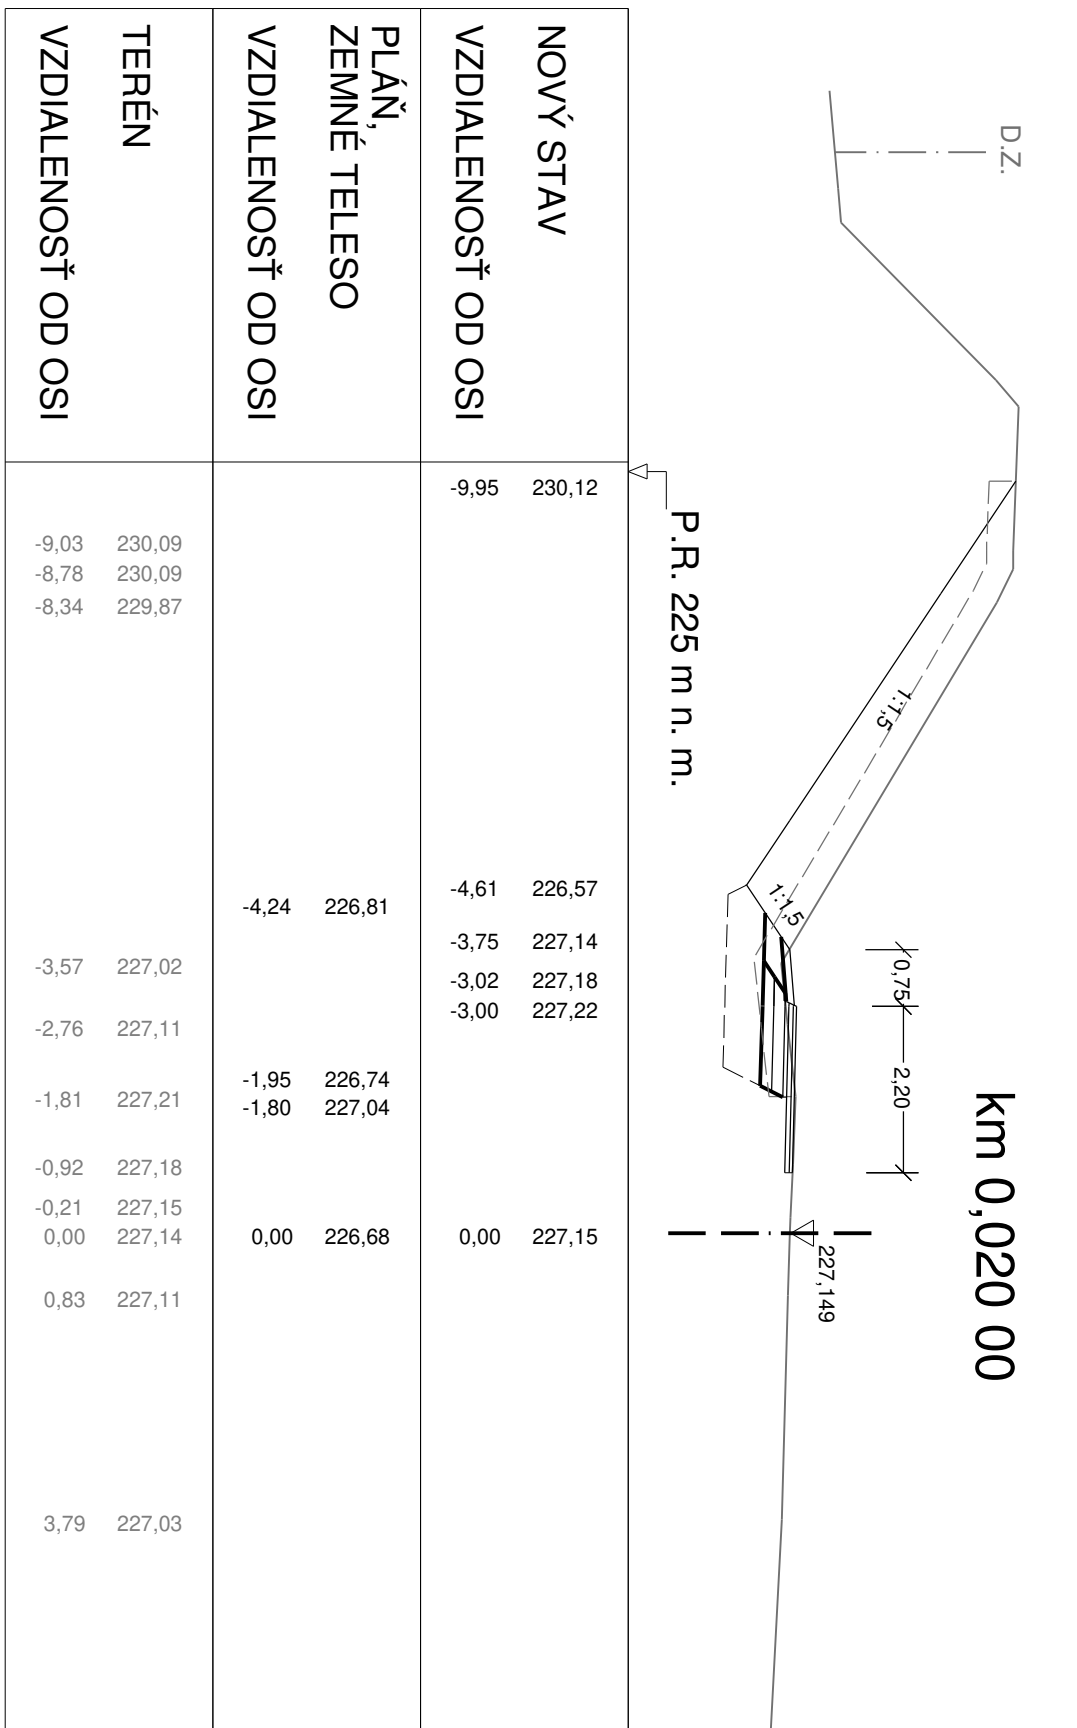 km 0,020 00
D.Z.
1:1,5
1:1,5
0,75
2,20
227,149
P.R. 225 m n. m.
NOVÝ STAV
230,12 226,57 227,14 227,18 227,22 227,15
VZDIALENOSŤ OD OSI
-9,95 -4,61 -3,75 -3,02 -3,00 0,00
PLÁŇ,
ZEMNÉ TELESO
226,81 226,74 227,04 226,68
VZDIALENOSŤ OD OSI
-4,24 -1,95 -1,80 0,00
TERÉN
230,09 230,09 229,87 227,02 227,11 227,21 227,18 227,15 227,14 227,11 227,03
VZDIALENOSŤ OD OSI
-9,03 -8,78 -8,34 -3,57 -2,76 -1,81 -0,92 -0,21 0,00 0,83 3,79